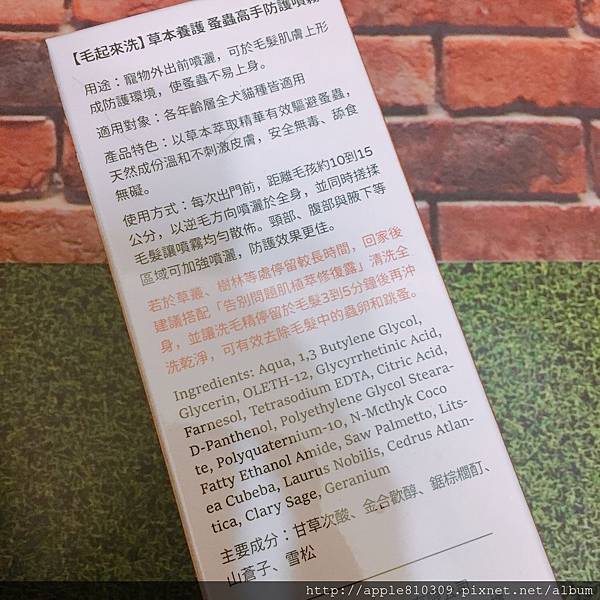 【毛起來洗】草本養護 蚤蟲高手防護噴霧
用途：寵物外出前噴灑，可於毛髮肌膚上形
成防護環境，使蚤蟲不易上身。
適用對象：各年齡層全犬貓種皆適用
產品特色：以草本萃取精華有效驅避蚤蟲，
天然成份溫和不刺激皮膚，安全無毒、舔食
無礙。
使用方式：每次出門前，距離毛孩約10到15
公分，以逆毛方向噴灑於全身，並同時搓揉
毛髮讓噴霧均勻散佈。頸部、腹部與腋下等
區域可加強噴灑，防護效果更佳。
若於草叢、樹林等處停留較長時間，回家後
建議搭配「告別問題肌植萃修復露」清洗全
身，並讓洗毛精停留於毛髮3到5分鐘後再沖
洗乾淨，可有效去除毛髮中的蟲卵和跳蚤。
Ingredients: Aqua, 1,3 Butylene Glycol,
Glycerin, OLETH-12, Glycyrrhetinic Acid,
Farnesol, Tetrasodium EDTA, Citric Acid,
D-Panthenol, Polyethylene Glycol Steara-
te, Polyquaternium-10, N-Mcthyk Coco
Fatty Ethanol Amide, Saw Palmetto, Lits-
ea Cubeba, Laurus Nobilis, Cedrus Atlan-
tica, Clary Sage, Geranium
主要成分：甘草次酸、金合歡醇、鋸棕櫚酊、
山蒼子、雪松
http://apple810309.pixnet.net/album